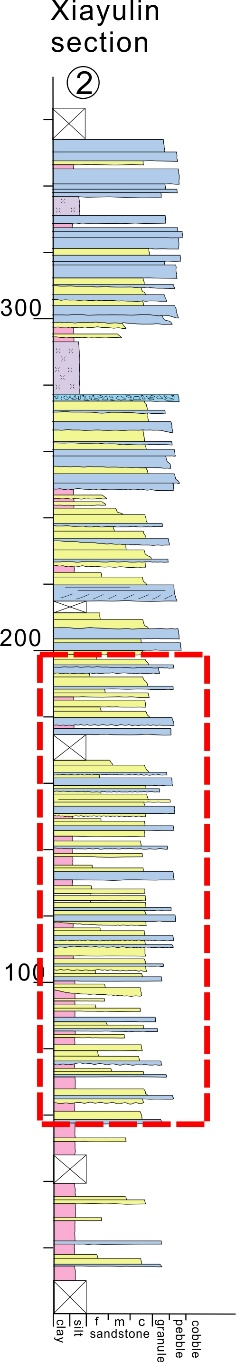 Xiayulin
section
②
300
200
100
clay
silt
f
m
c
sandstone
granule
pebble
cobble